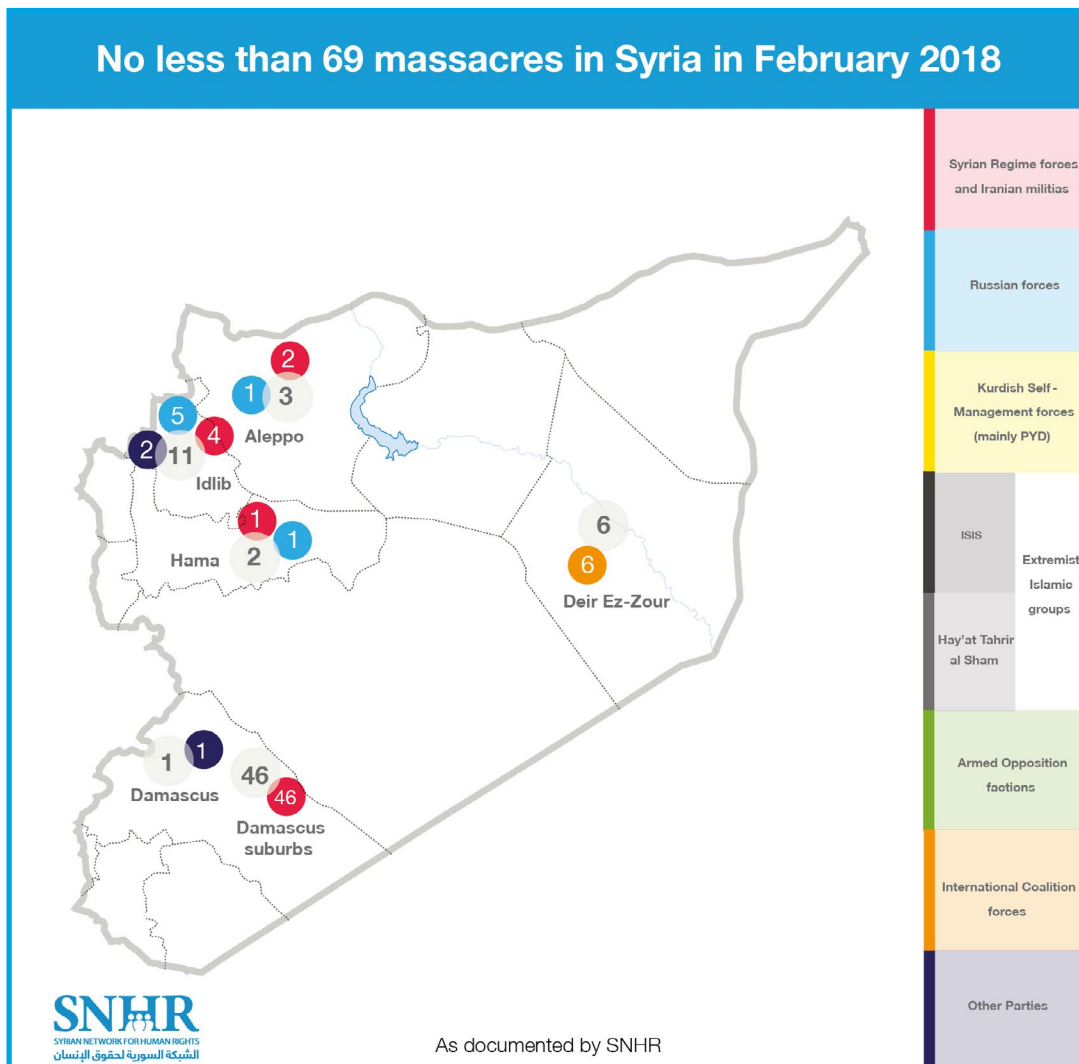 No less than 69 massacres in Syria in February 2018
2
1
3
Aleppo
5
4
2
11
Idlib
1
1
Hama
2
6
6
Deir Ez-Zour
1
1
Damascus
46
46
Damascus
suburbs
Syrian Regime forces
and Iranian militias
Russian forces
Kurdish Self -
Management forces
(mainly PYD)
ISIS
Extremist
Islamic
groups
Hay'at Tahrir
al Sham
Armed Opposition
factions
International Coalition
forces
Other Parties
SNHR
SYRIAN NETWORK FOR HUMAN RIGHTS
الشبكة السورية لحقوق الإنسان
As documented by SNHR